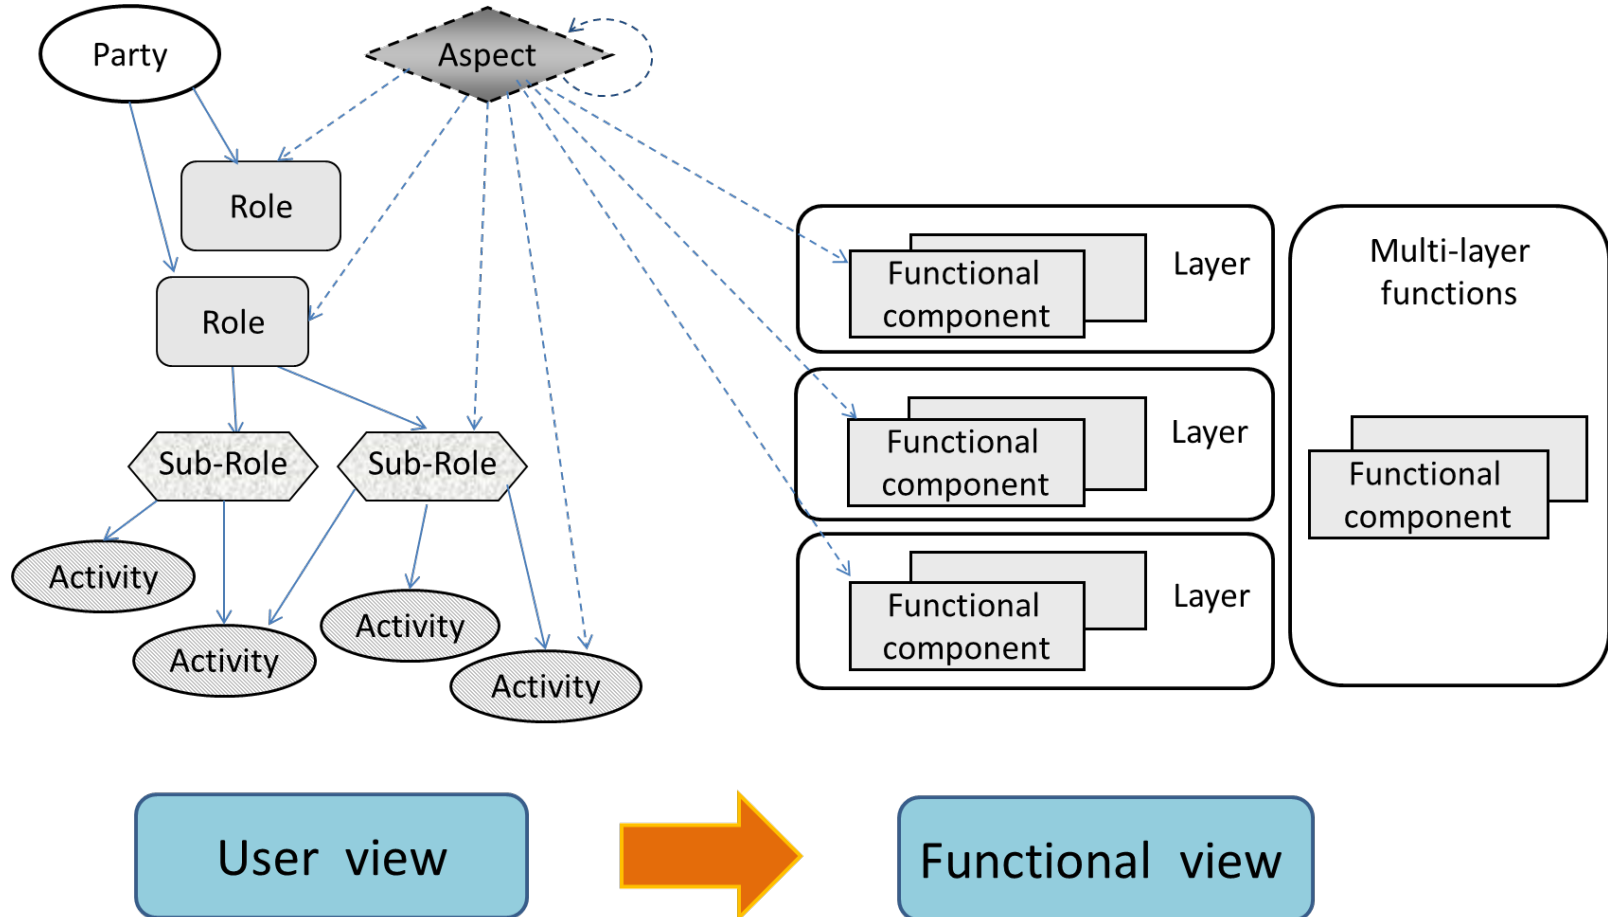 Party
Aspect
Role
Role
Sub-Role
Sub-Role
Activity
Activity
Activity
Activity
Functional
component
Layer
Functional
component
Layer
Functional
component
Layer
Multi-layer
functions
Functional
component
User view
Functional view